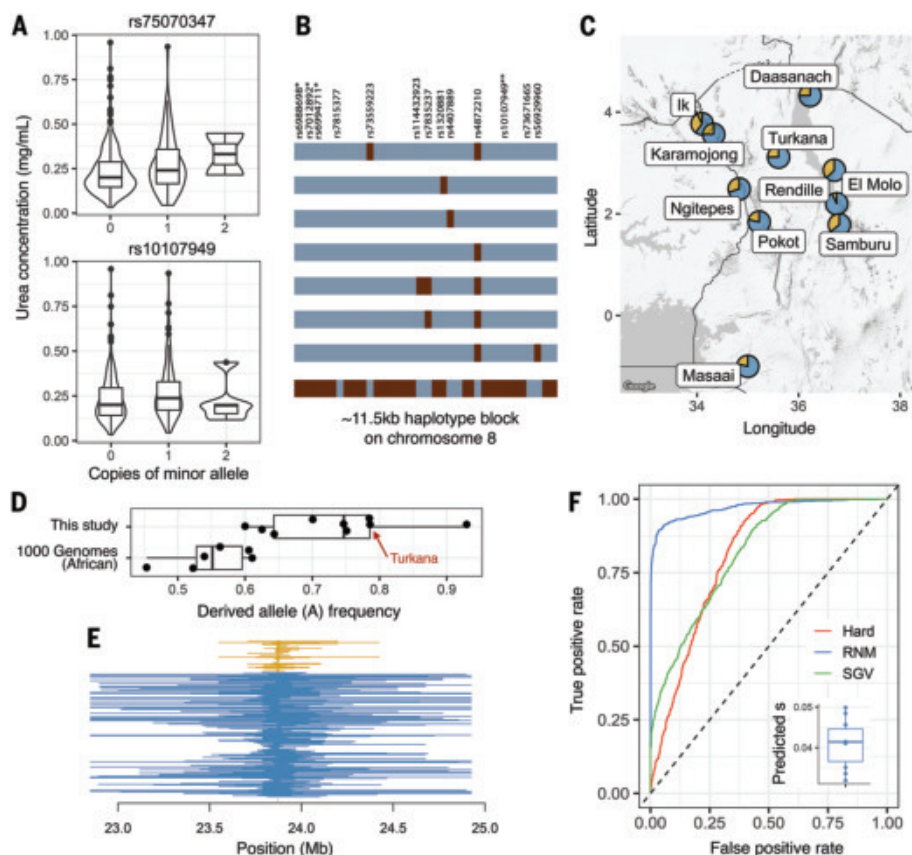 A
rs75070347
Urea concentration (mg/mL)
1.00
0.75
0.50
0.25
0.00
0
1
2
rs10107949
1.00
0.75
0.50
0.25
0.00
0
1
2
Copies of minor allele
B
rs6988698*
rs7012892*
rs6994711*
rs7815377
rs73559223
rs114432923
rs7835237
rs1320881
rs4407889
rs4872210
rs10107949**
rs73671665
rs56929960
~11.5kb haplotype block
on chromosome 8
C
Latitude
4
2
0
Daasanach
Ik
Turkana
Karamojong
Rendille
El Molo
Ngitepes
Pokot
Samburu
Masaai
Google
34
36
38
Longitude
D
This study
1000 Genomes
(African)
Turkana
0.5
0.6
0.7
0.8
0.9
Derived allele (A) frequency
E
23.0
23.5
24.0
24.5
25.0
Position (Mb)
F
True positive rate
1.00
0.75
0.50
0.25
0.00
Hard
RNM
SGV
Predicted s
0.05
0.04
0.00
0.25
0.50
0.75
1.00
False positive rate